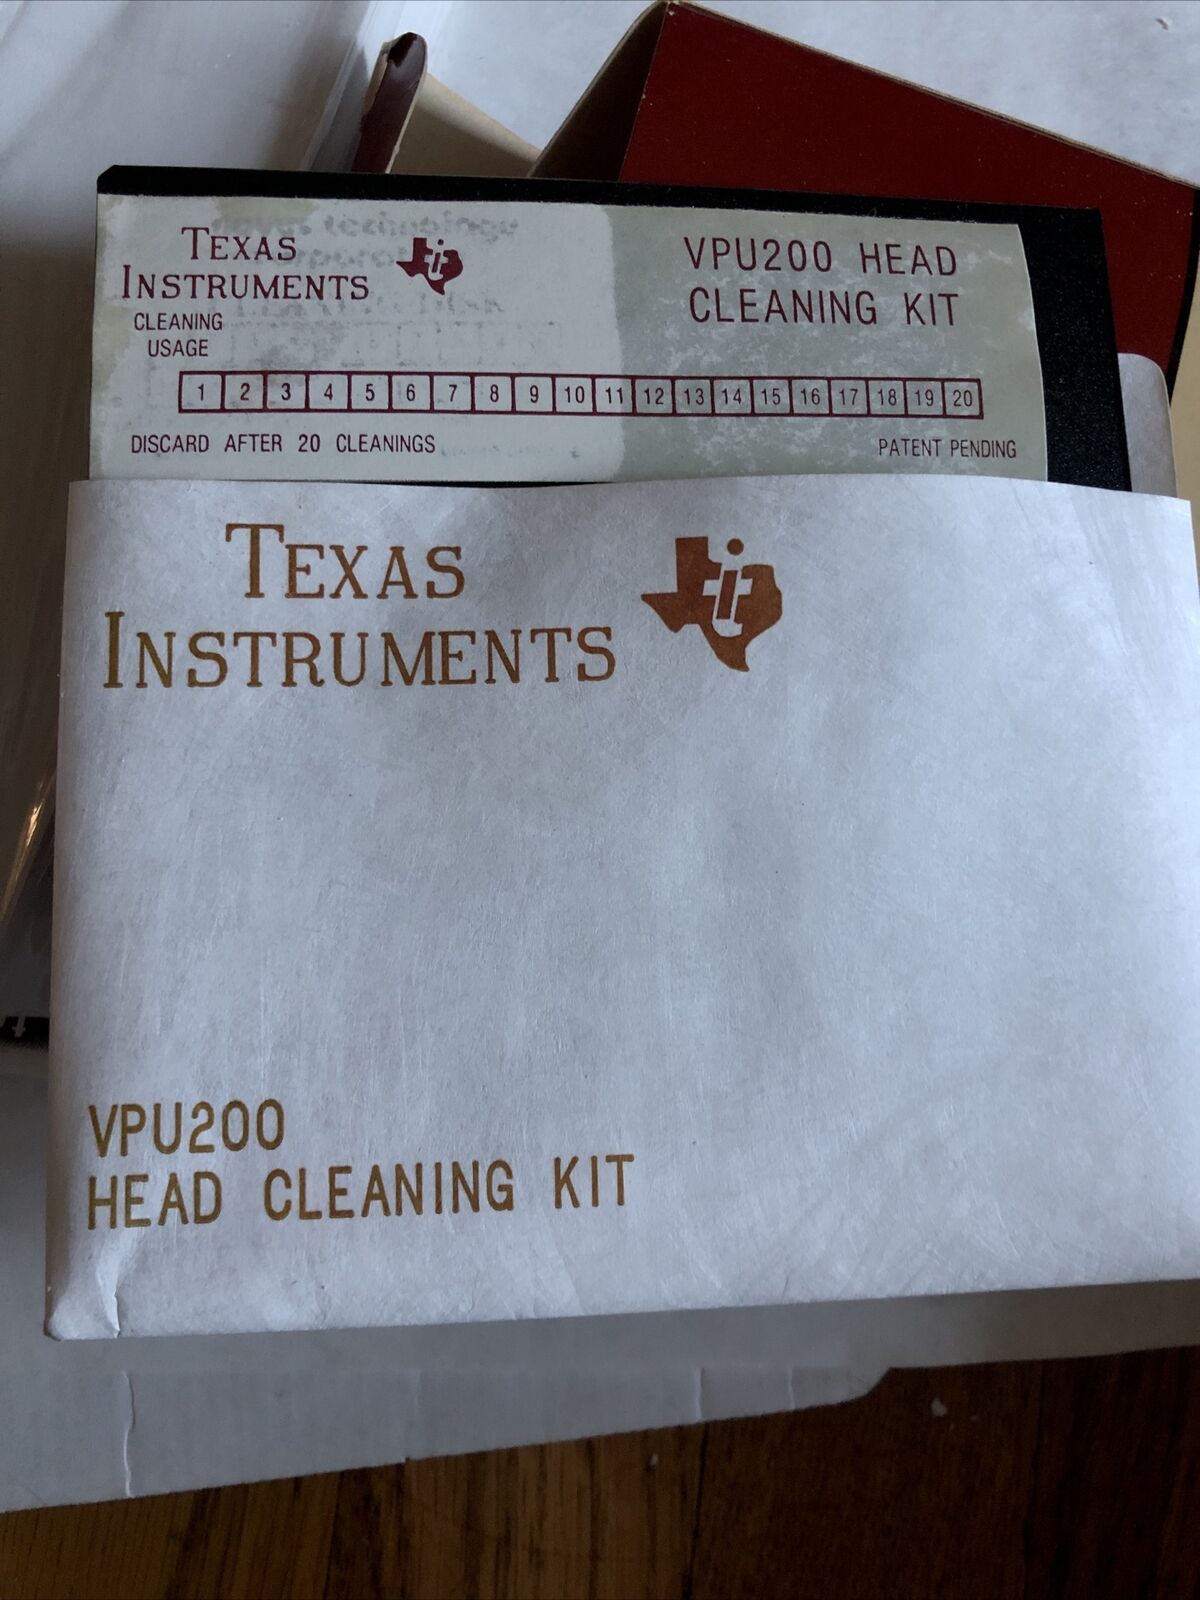 TEXAS
INSTRUMENTS
CLEANING
USAGE
VPU200 HEAD
CLEANING KIT
1 2 3 4 5 6 7 8 9 10 11 12 13 14 15 16 17 18 19 20
DISCARD AFTER 20 CLEANINGS
PATENT PENDING
TEXAS
INSTRUMENTS
VPU200
HEAD CLEANING KIT